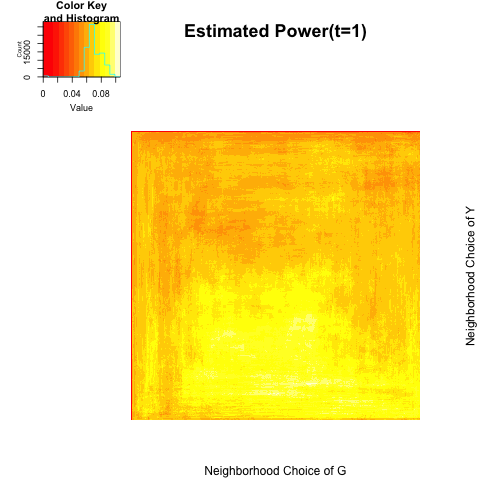 Color Key
and Histogram
Count
0 15000
0 0.04 0.08
Value
Estimated Power(t=1)
Neighborhood Choice of Y
Neighborhood Choice of G